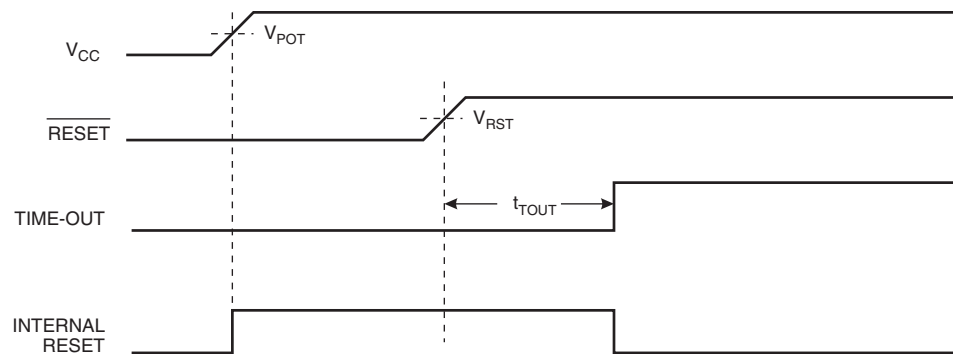 V_CC
V_POT
RESET
V_RST
TIME-OUT
t_TOUT
INTERNAL
RESET